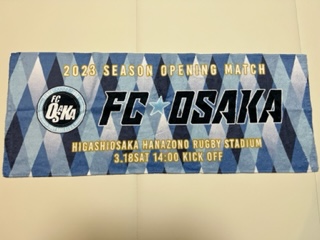 2023 SEASON OPENING MATCH
FC
OSAKA
FC OSAKA
HIGASHIOSAKA HANAZONO RUGBY STADIUM
3.18SAT 14:00 KICK OFF